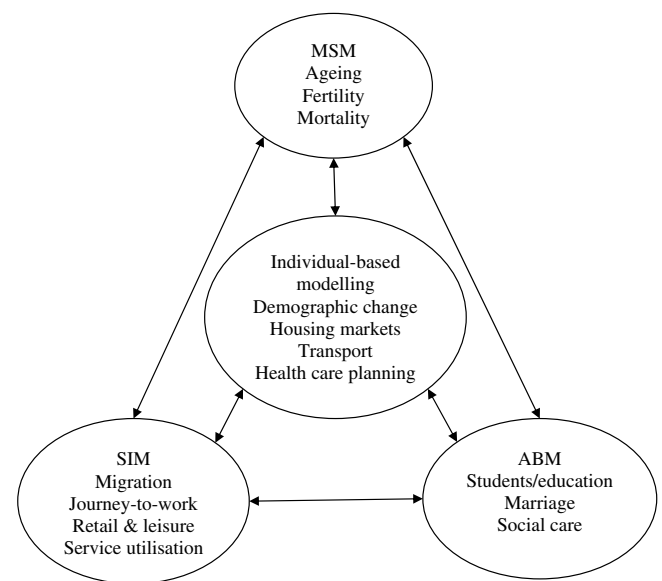 MSM
Ageing
Fertility
Mortality
Individual-based
modelling
Demographic change
Housing markets
Transport
Health care planning
SIM
Migration
Journey-to-work
Retail & leisure
Service utilisation
ABM
Students/education
Marriage
Social care